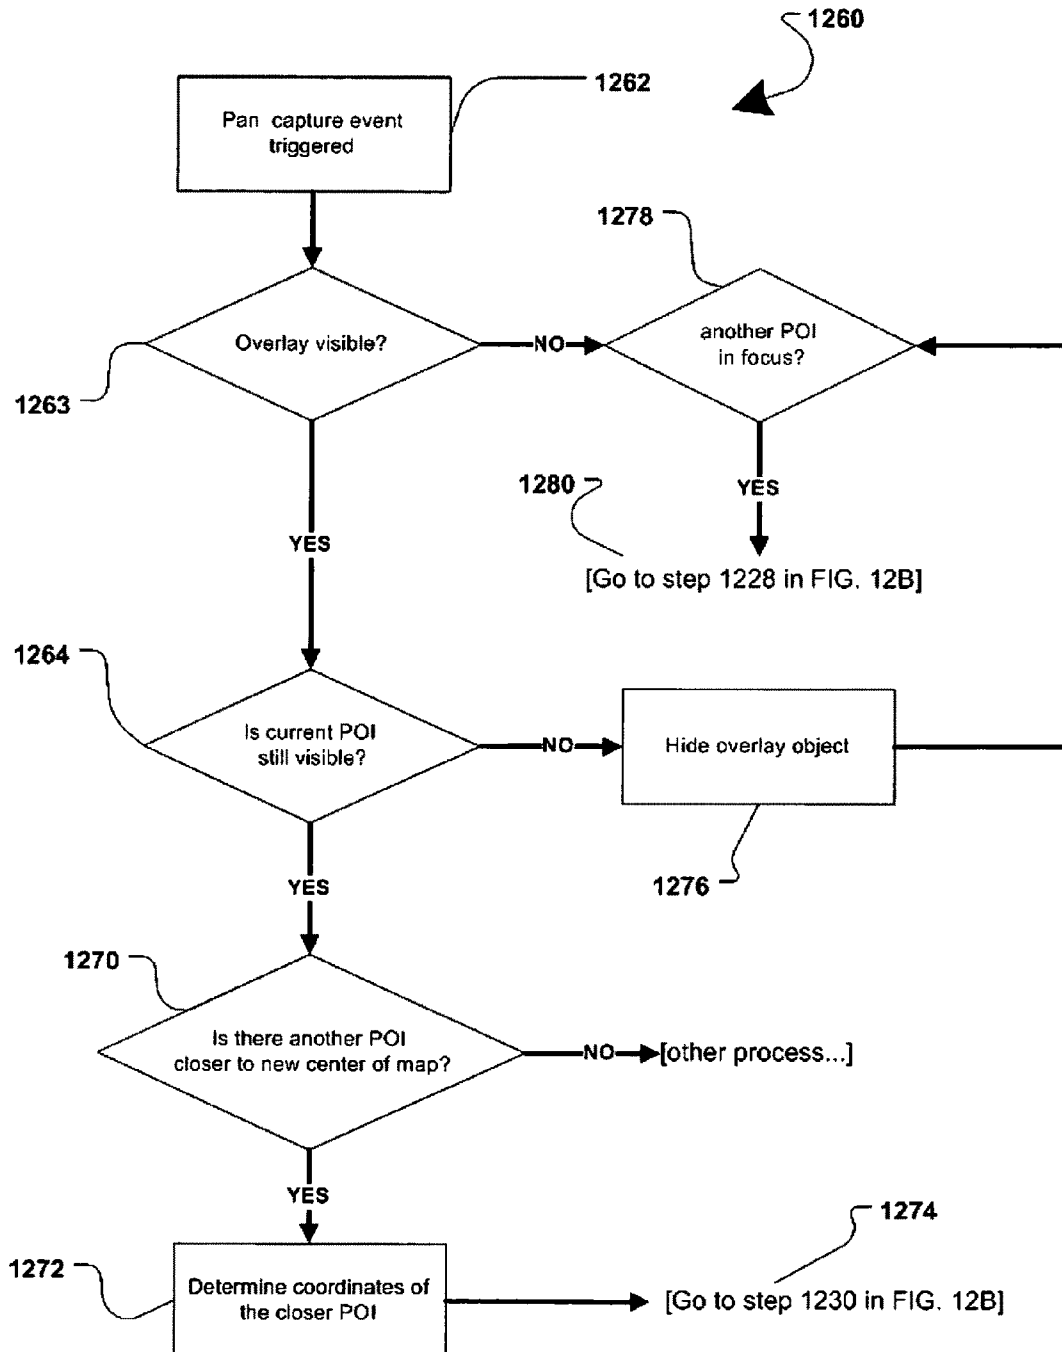 1260
1262
Pan capture event
triggered
1278
Overlay visible?
NO
another POI
in focus?
1263
YES
1280
YES
[Go to step 1228 in FIG. 12B]
1264
Is current POI
still visible?
NO
Hide overlay object
1276
YES
1270
Is there another POI
closer to new center of map?
NO
[other process...]
YES
1274
1272
Determine coordinates of
the closer POI
[Go to step 1230 in FIG. 12B]